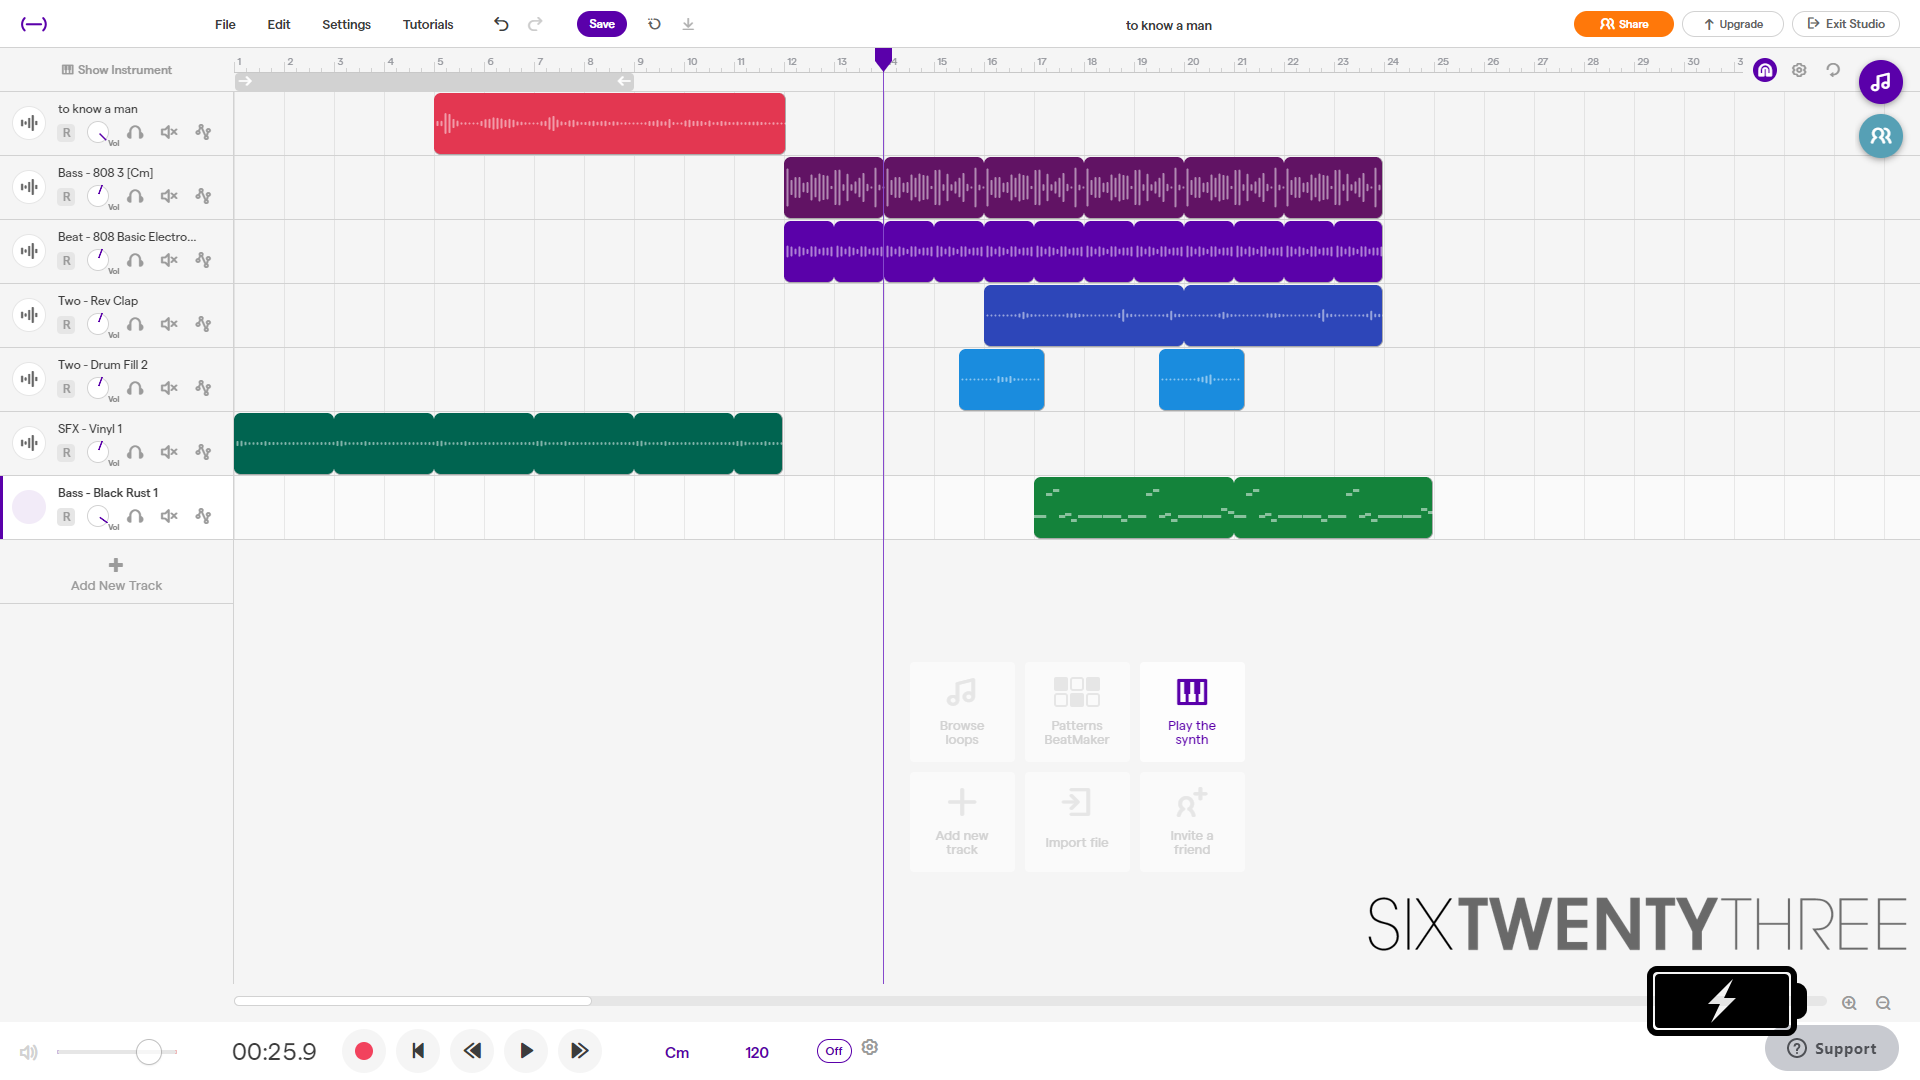 File Edit Settings Tutorials Save to know a man Share Upgrade Exit Studio
Show Instrument
1 2 3 4 5 6 7 8 9 10 11 12 13 4 15 16 17 18 19 20 21 22 23 24 25 26 27 28 29 30 3
to know a man
R Vol
Bass - 808 3 [Cm]
R Vol
Beat - 808 Basic Electro...
R Vol
Two - Rev Clap
R Vol
Two - Drum Fill 2
R Vol
SFX - Vinyl 1
R Vol
Bass - Black Rust 1
R Vol
Add New Track
Browse
loops
Patterns
BeatMaker
Play the
synth
Add new
track
Import file
Invite a
friend
SIXTWENTYTHREE
00:25.9 Cm 120 Off
Support